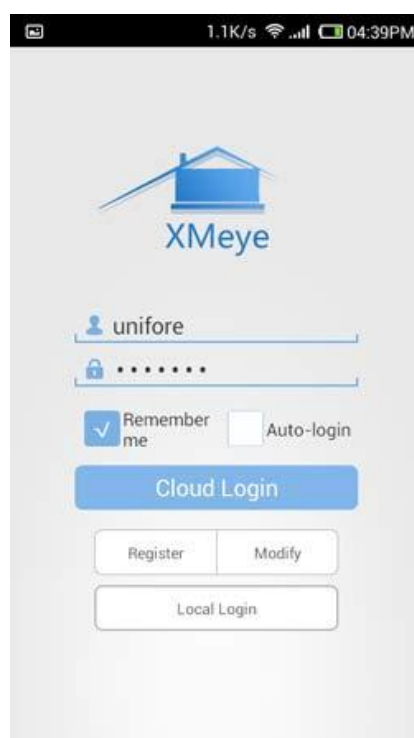 1.1K/s 04:39PM
XMeye
unifore
•••••••
Remember me
Auto-login
Cloud Login
Register Modify
Local Login